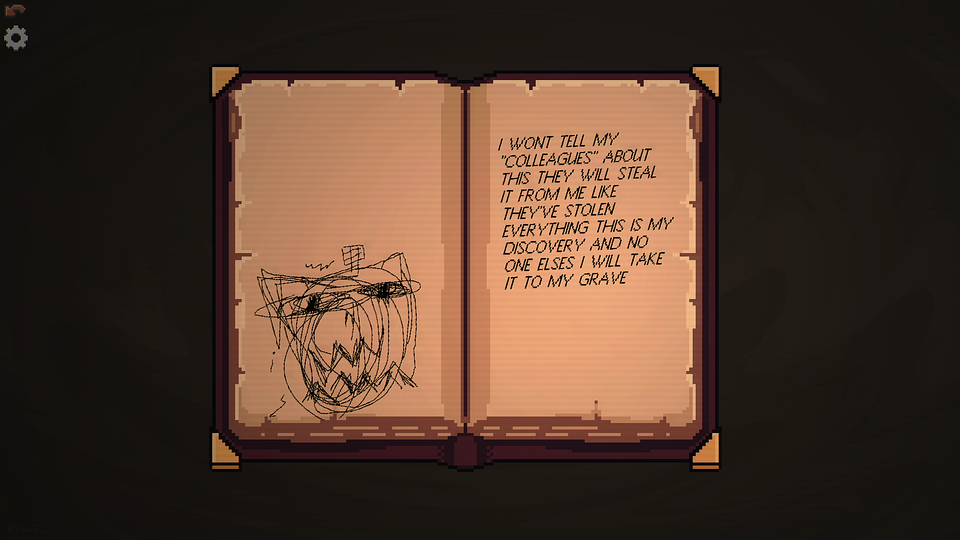 I WONT TELL MY
"COLLEAGUES" ABOUT
THIS THEY WILL STEAL
IT FROM ME LIKE
THEY'VE STOLEN
EVERYTHING THIS IS MY
DISCOVERY AND NO
ONE ELSES I WILL TAKE
IT TO MY GRAVE